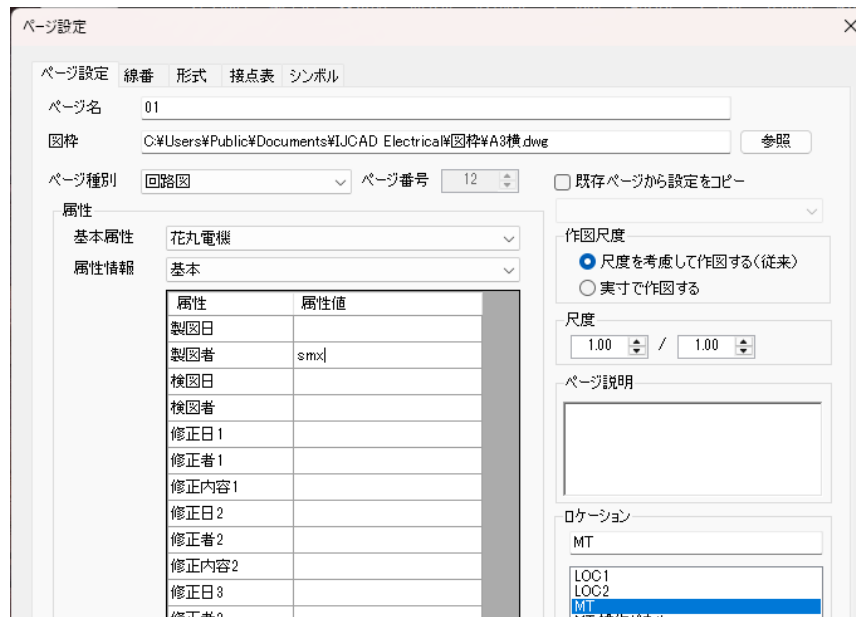 ページ設定
ページ設定 線番 形式 接点表 シンボル
ページ名 01
図枠 C:¥Users¥Public¥Documents¥IJCAD Electrical¥図枠¥A3横.dwg 参照
ページ種別 回路図 ページ番号 12 既存ページから設定をコピー
属性
基本属性 花丸電機
属性情報 基本
属性 属性値
製図日
製図者 smx
検図日
検図者
修正日1
修正者1
修正内容1
修正日2
修正者2
修正内容2
修正日3
作図尺度
尺度を考慮して作図する(従来)
実寸で作図する
尺度
1.00 / 1.00
ページ説明
ロケーション
MT
LOC1
LOC2
MT